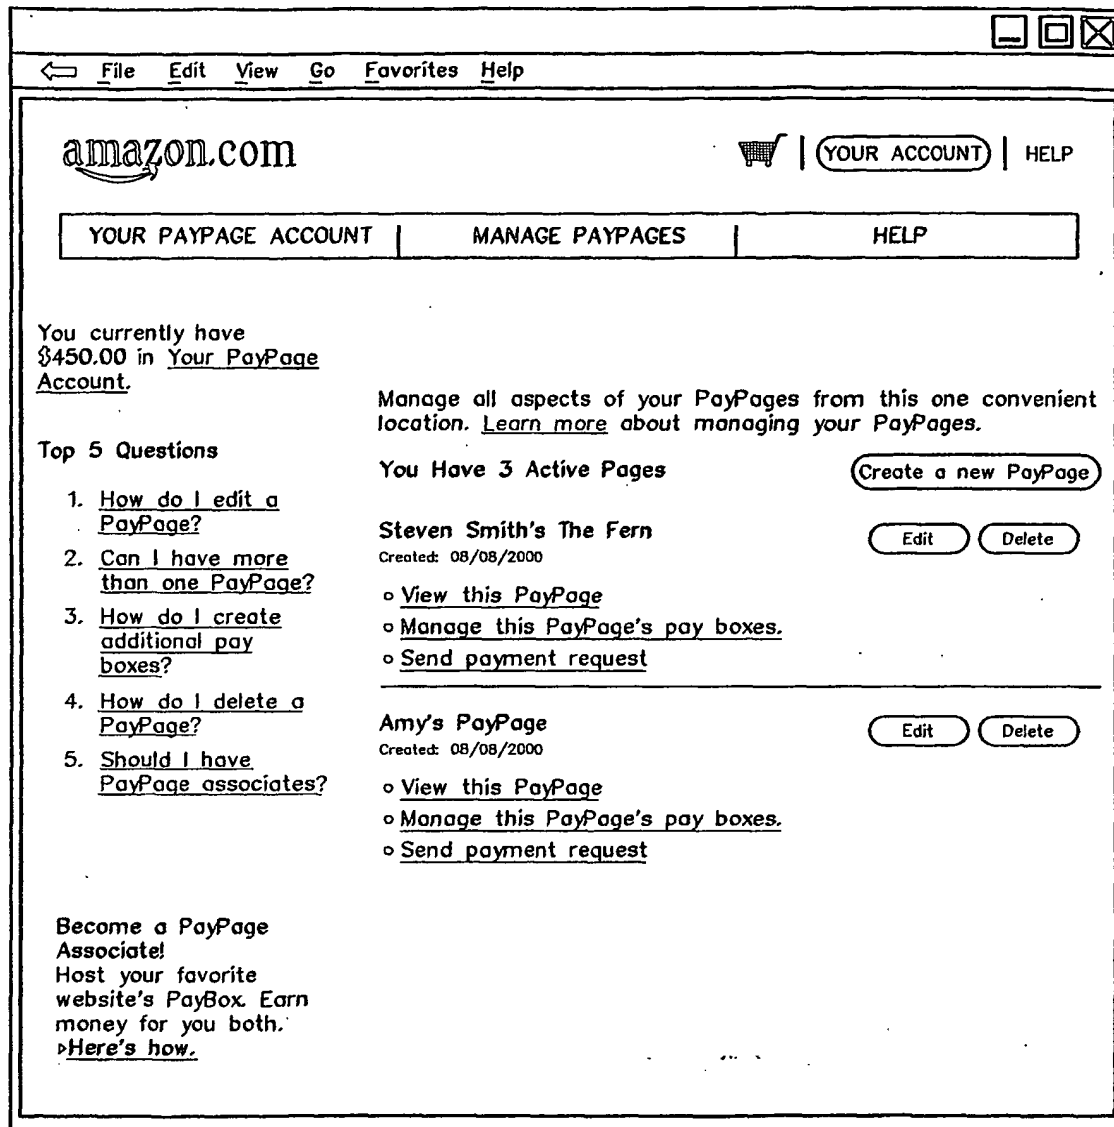 File Edit View Go Favorites Help
amazon.com
YOUR ACCOUNT | HELP
YOUR PAYPAGE ACCOUNT | MANAGE PAYPAGES | HELP
You currently have
$450.00 in Your PayPage
Account.
Top 5 Questions
1. How do I edit a
PayPage?
2. Can I have more
than one PayPage?
3. How do I create
additional pay
boxes?
4. How do I delete a
PayPage?
5. Should I have
PayPage associates?
Become a PayPage
Associate!
Host your favorite
website's PayBox. Earn
money for you both.
Here's how.
Manage all aspects of your PayPages from this one convenient
location. Learn more about managing your PayPages.
You Have 3 Active Pages
Create a new PayPage
Steven Smith's The Fern
Edit Delete
Created: 08/08/2000
View this PayPage
Manage this PayPage's pay boxes.
Send payment request
Amy's PayPage
Edit Delete
Created: 08/08/2000
View this PayPage
Manage this PayPage's pay boxes.
Send payment request